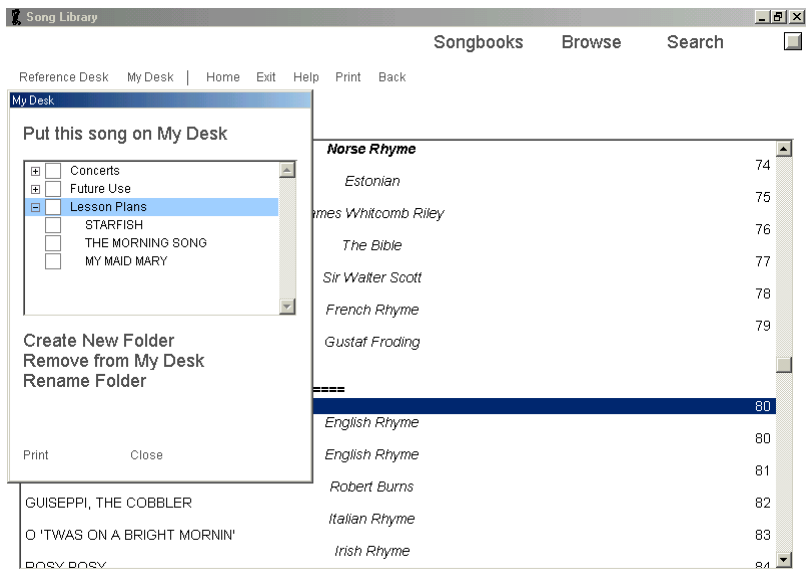 Song Library
Songbooks Browse Search
Reference Desk My Desk | Home Exit Help Print Back
My Desk
Put this song on My Desk
Concerts
Future Use
Lesson Plans
STARFISH
THE MORNING SONG
MY MAID MARY
Create New Folder
Remove from My Desk
Rename Folder
Print Close
Norse Rhyme
74
Estonian
75
James Whitcomb Riley
76
The Bible
77
Sir Walter Scott
78
French Rhyme
79
Gustaf Froding
====
80
English Rhyme
80
English Rhyme
81
Robert Burns
GUISEPPI, THE COBBLER 82
Italian Rhyme
O 'TWAS ON A BRIGHT MORNIN' 83
Irish Rhyme
ROSY POSY 84